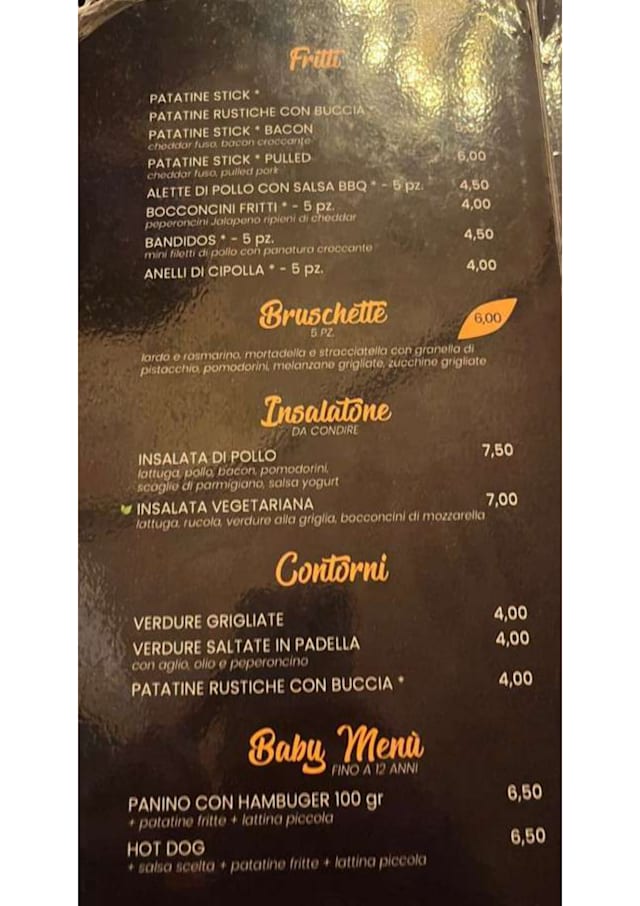 Fritti
PATATINE STICK *
PATATINE RUSTICHE CON BUCCIA *
PATATINE STICK * BACON
cheddar fuso, bacon croccante
PATATINE STICK * PULLED 6,00
cheddar fuso, pulled pork
ALETTE DI POLLO CON SALSA BBQ * - 5 pz. 4,50
BOCCONCINI FRITTI * - 5 pz. 4,00
peperoncini Jalapeno ripieni di cheddar
BANDIDOS * - 5 pz. 4,50
mini filetti di pollo con panatura croccante
ANELLI DI CIPOLLA * - 5 pz. 4,00
Bruschette
5 PZ. 6,00
lardo e rosmarino, mortadella e stracciatella con granella di
pistacchio, pomodorini, melanzane grigliate, zucchine grigliate
Insalatone
DA CONDIRE
INSALATA DI POLLO 7,50
lattuga, pollo, bacon, pomodorini,
scaglie di parmigiano, salsa yogurt
INSALATA VEGETARIANA 7,00
lattuga, rucola, verdure alla griglia, bocconcini di mozzarella
Contorni
VERDURE GRIGLIATE 4,00
VERDURE SALTATE IN PADELLA 4,00
con aglio, olio e peperoncino
PATATINE RUSTICHE CON BUCCIA * 4,00
Baby Menù
FINO A 12 ANNI
PANINO CON HAMBUGER 100 gr 6,50
+ patatine fritte + lattina piccola
HOT DOG 6,50
+ salsa scelta + patatine fritte + lattina piccola